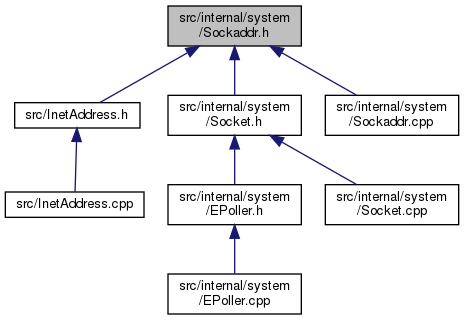 src/internal/system
/Sockaddr.h
src/InetAddress.h
src/internal/system
/Socket.h
src/internal/system
/Sockaddr.cpp
src/InetAddress.cpp
src/internal/system
/EPoller.h
src/internal/system
/Socket.cpp
src/internal/system
/EPoller.cpp